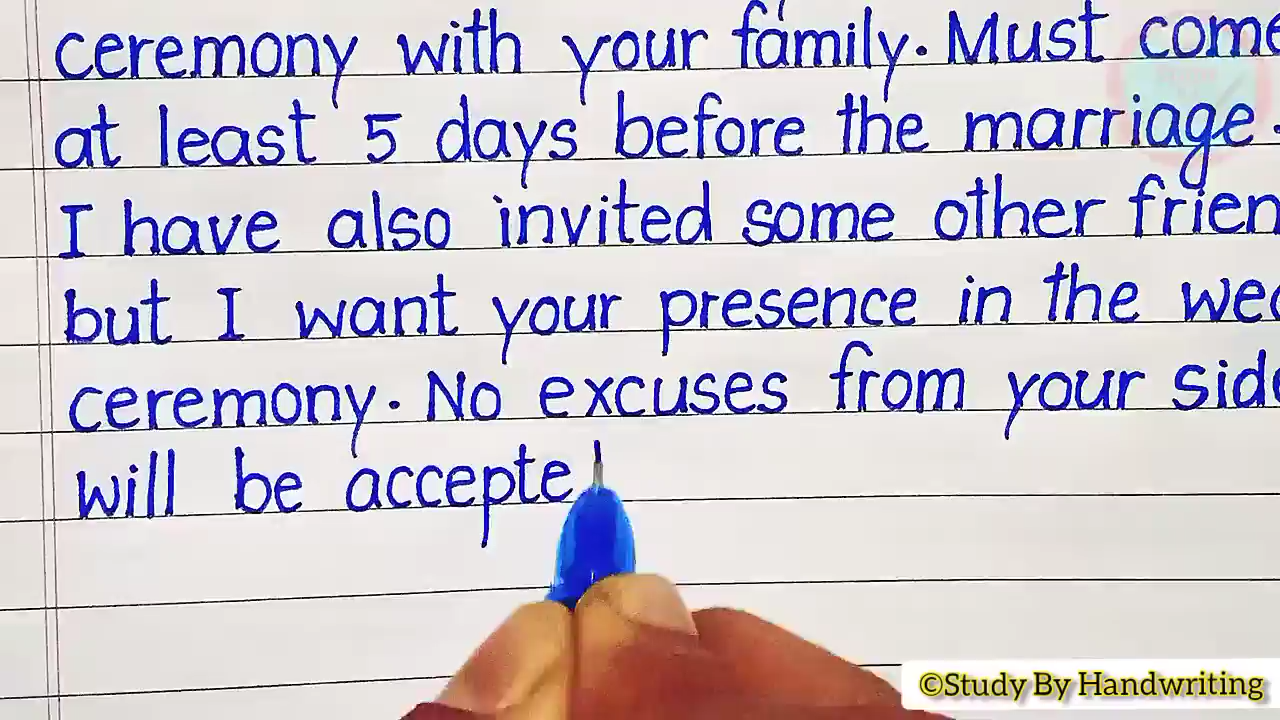 ceremony with your family. Must come
at least 5 days before the marriage.
I have also invited some other frien
but I want your presence in the wed
ceremony. No excuses from your side
will be accepte
©Study By Handwriting